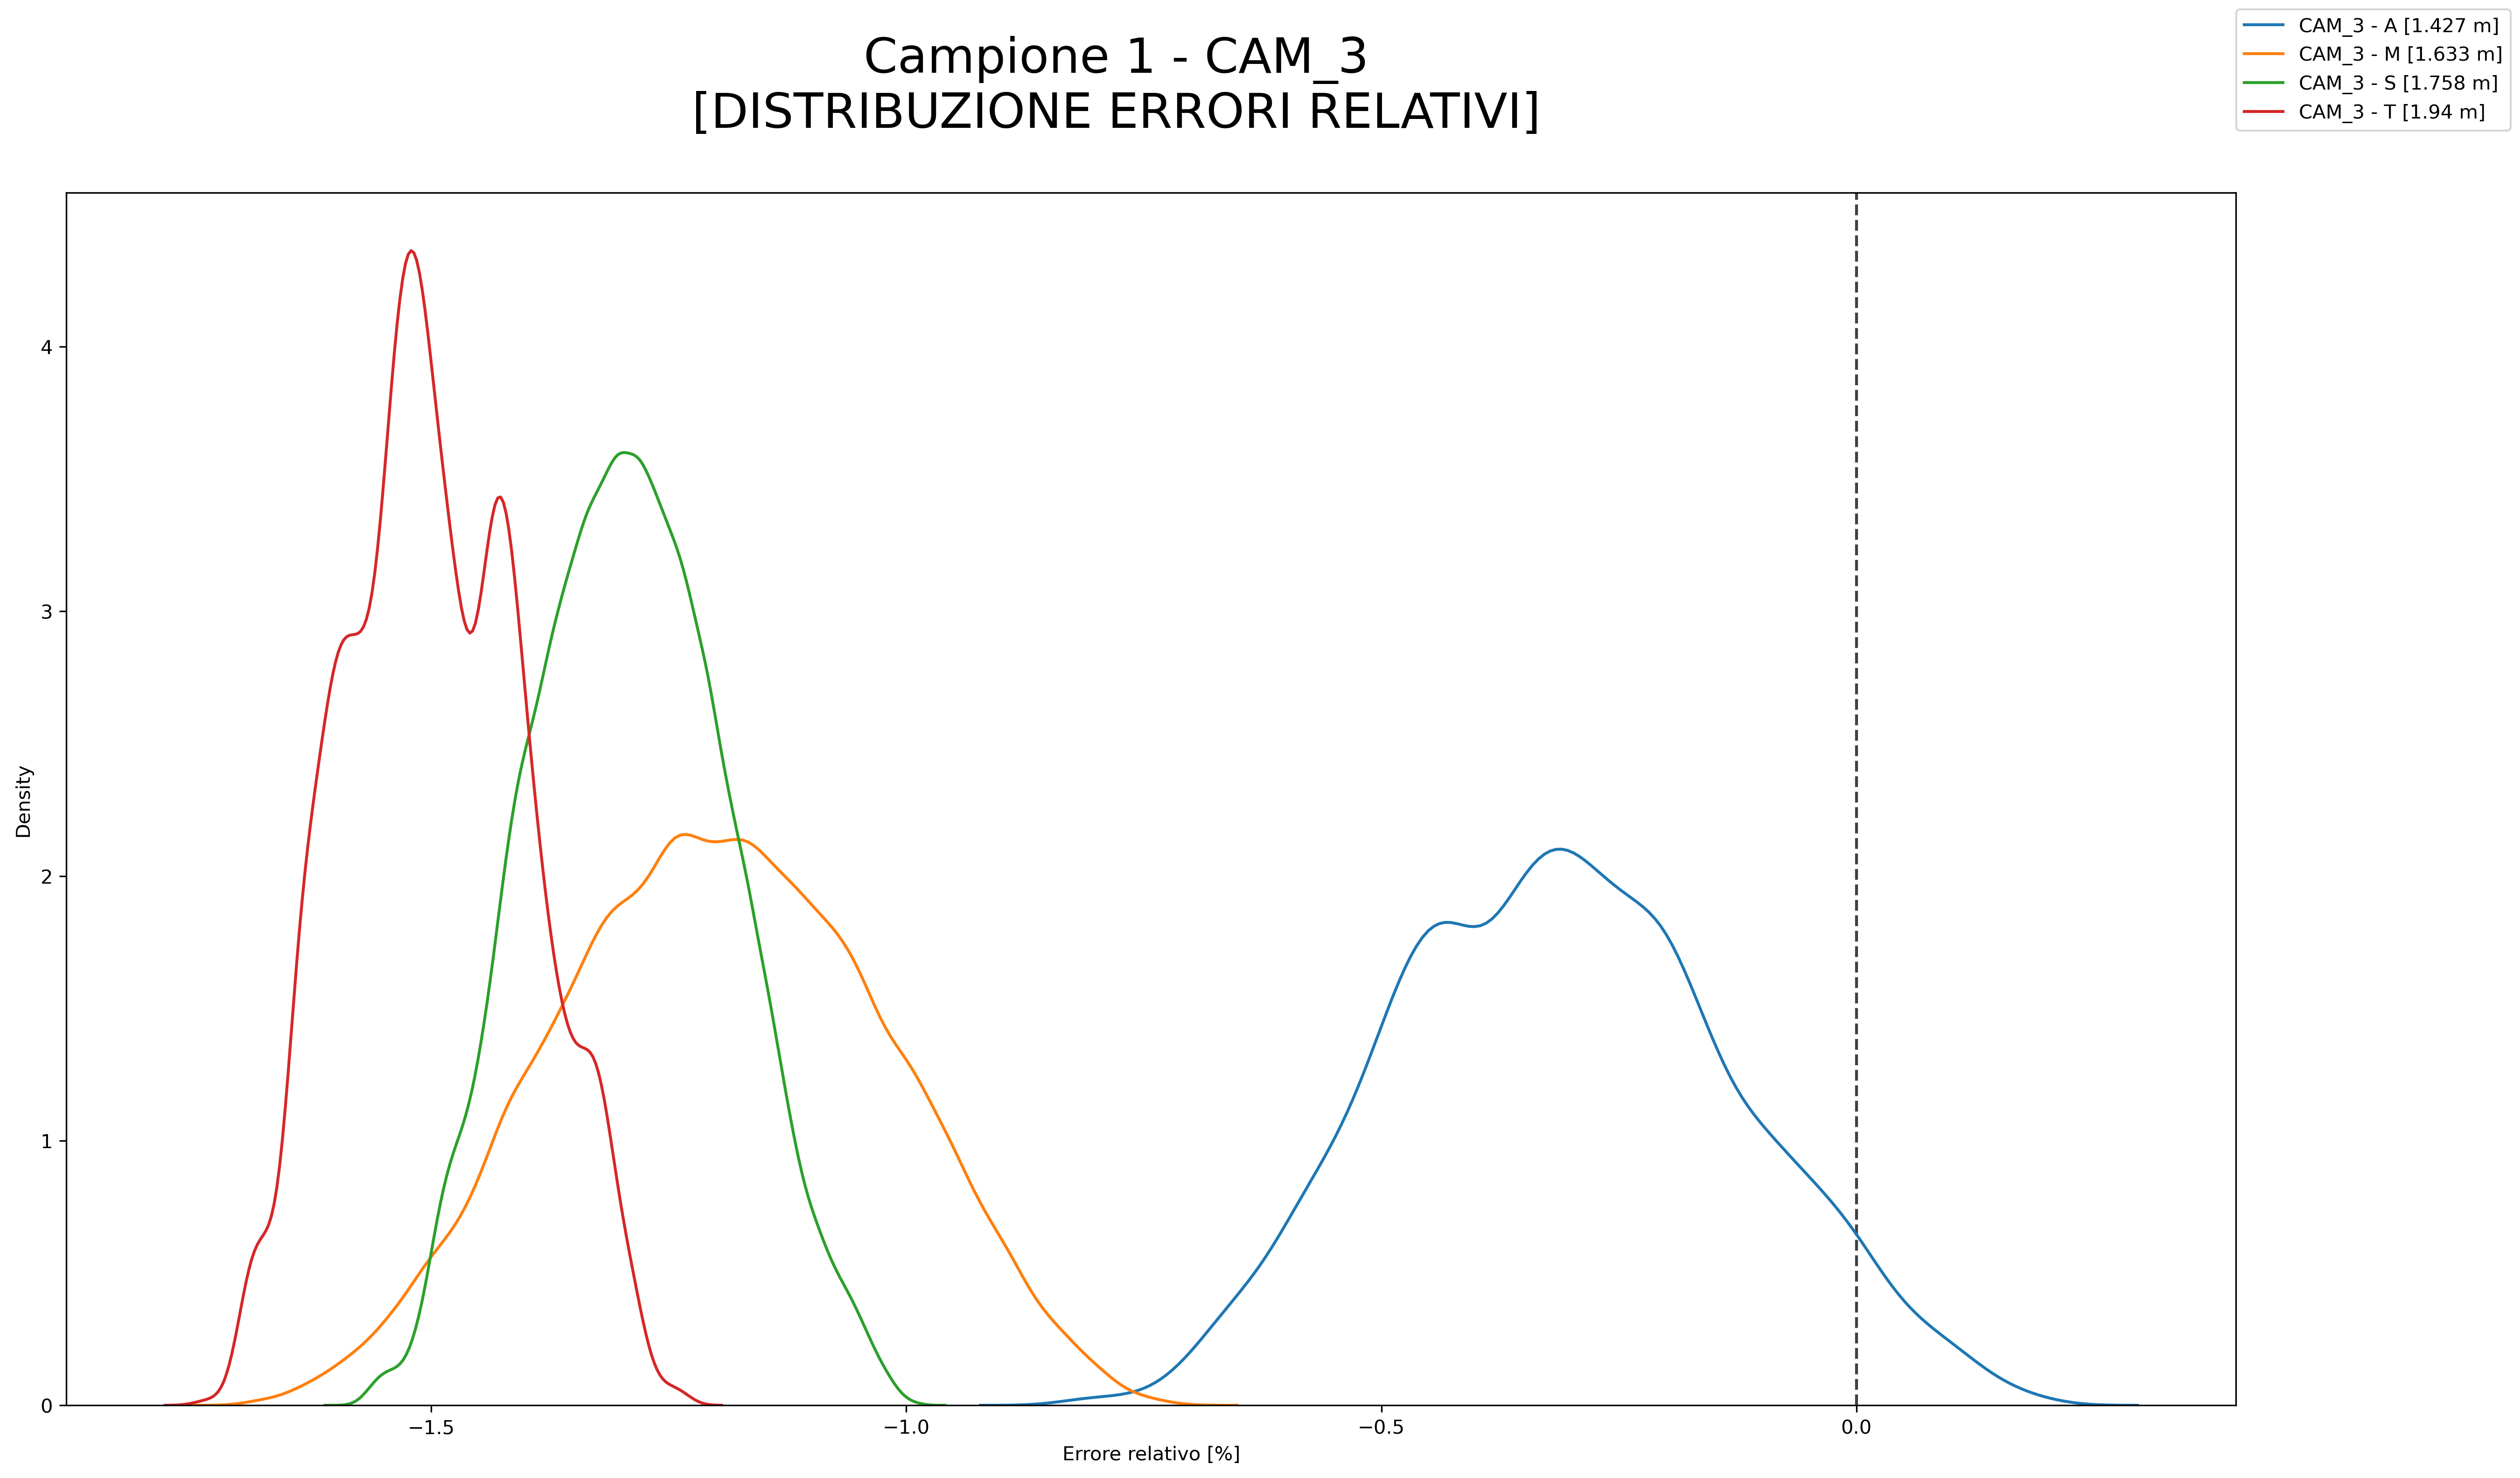 Campione 1 - CAM_3
[DISTRIBUZIONE ERRORI RELATIVI]
CAM_3 - A [1.427 m]
CAM_3 - M [1.633 m]
CAM_3 - S [1.758 m]
CAM_3 - T [1.94 m]
Density
4
3
2
1
0
−1.5
−1.0
−0.5
0.0
Errore relativo [%]